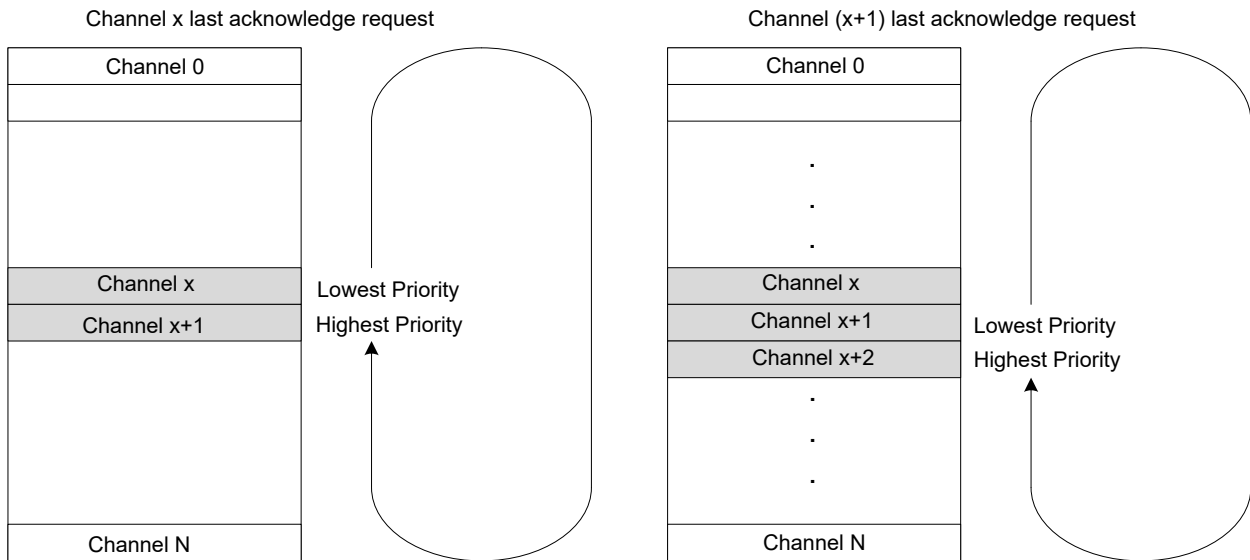 Channel x last acknowledge request
Channel 0
Channel x
Lowest Priority
Channel x+1
Highest Priority
Channel N
Channel (x+1) last acknowledge request
Channel 0
.
.
.
Channel x
Channel x+1
Lowest Priority
Channel x+2
Highest Priority
.
.
.
Channel N